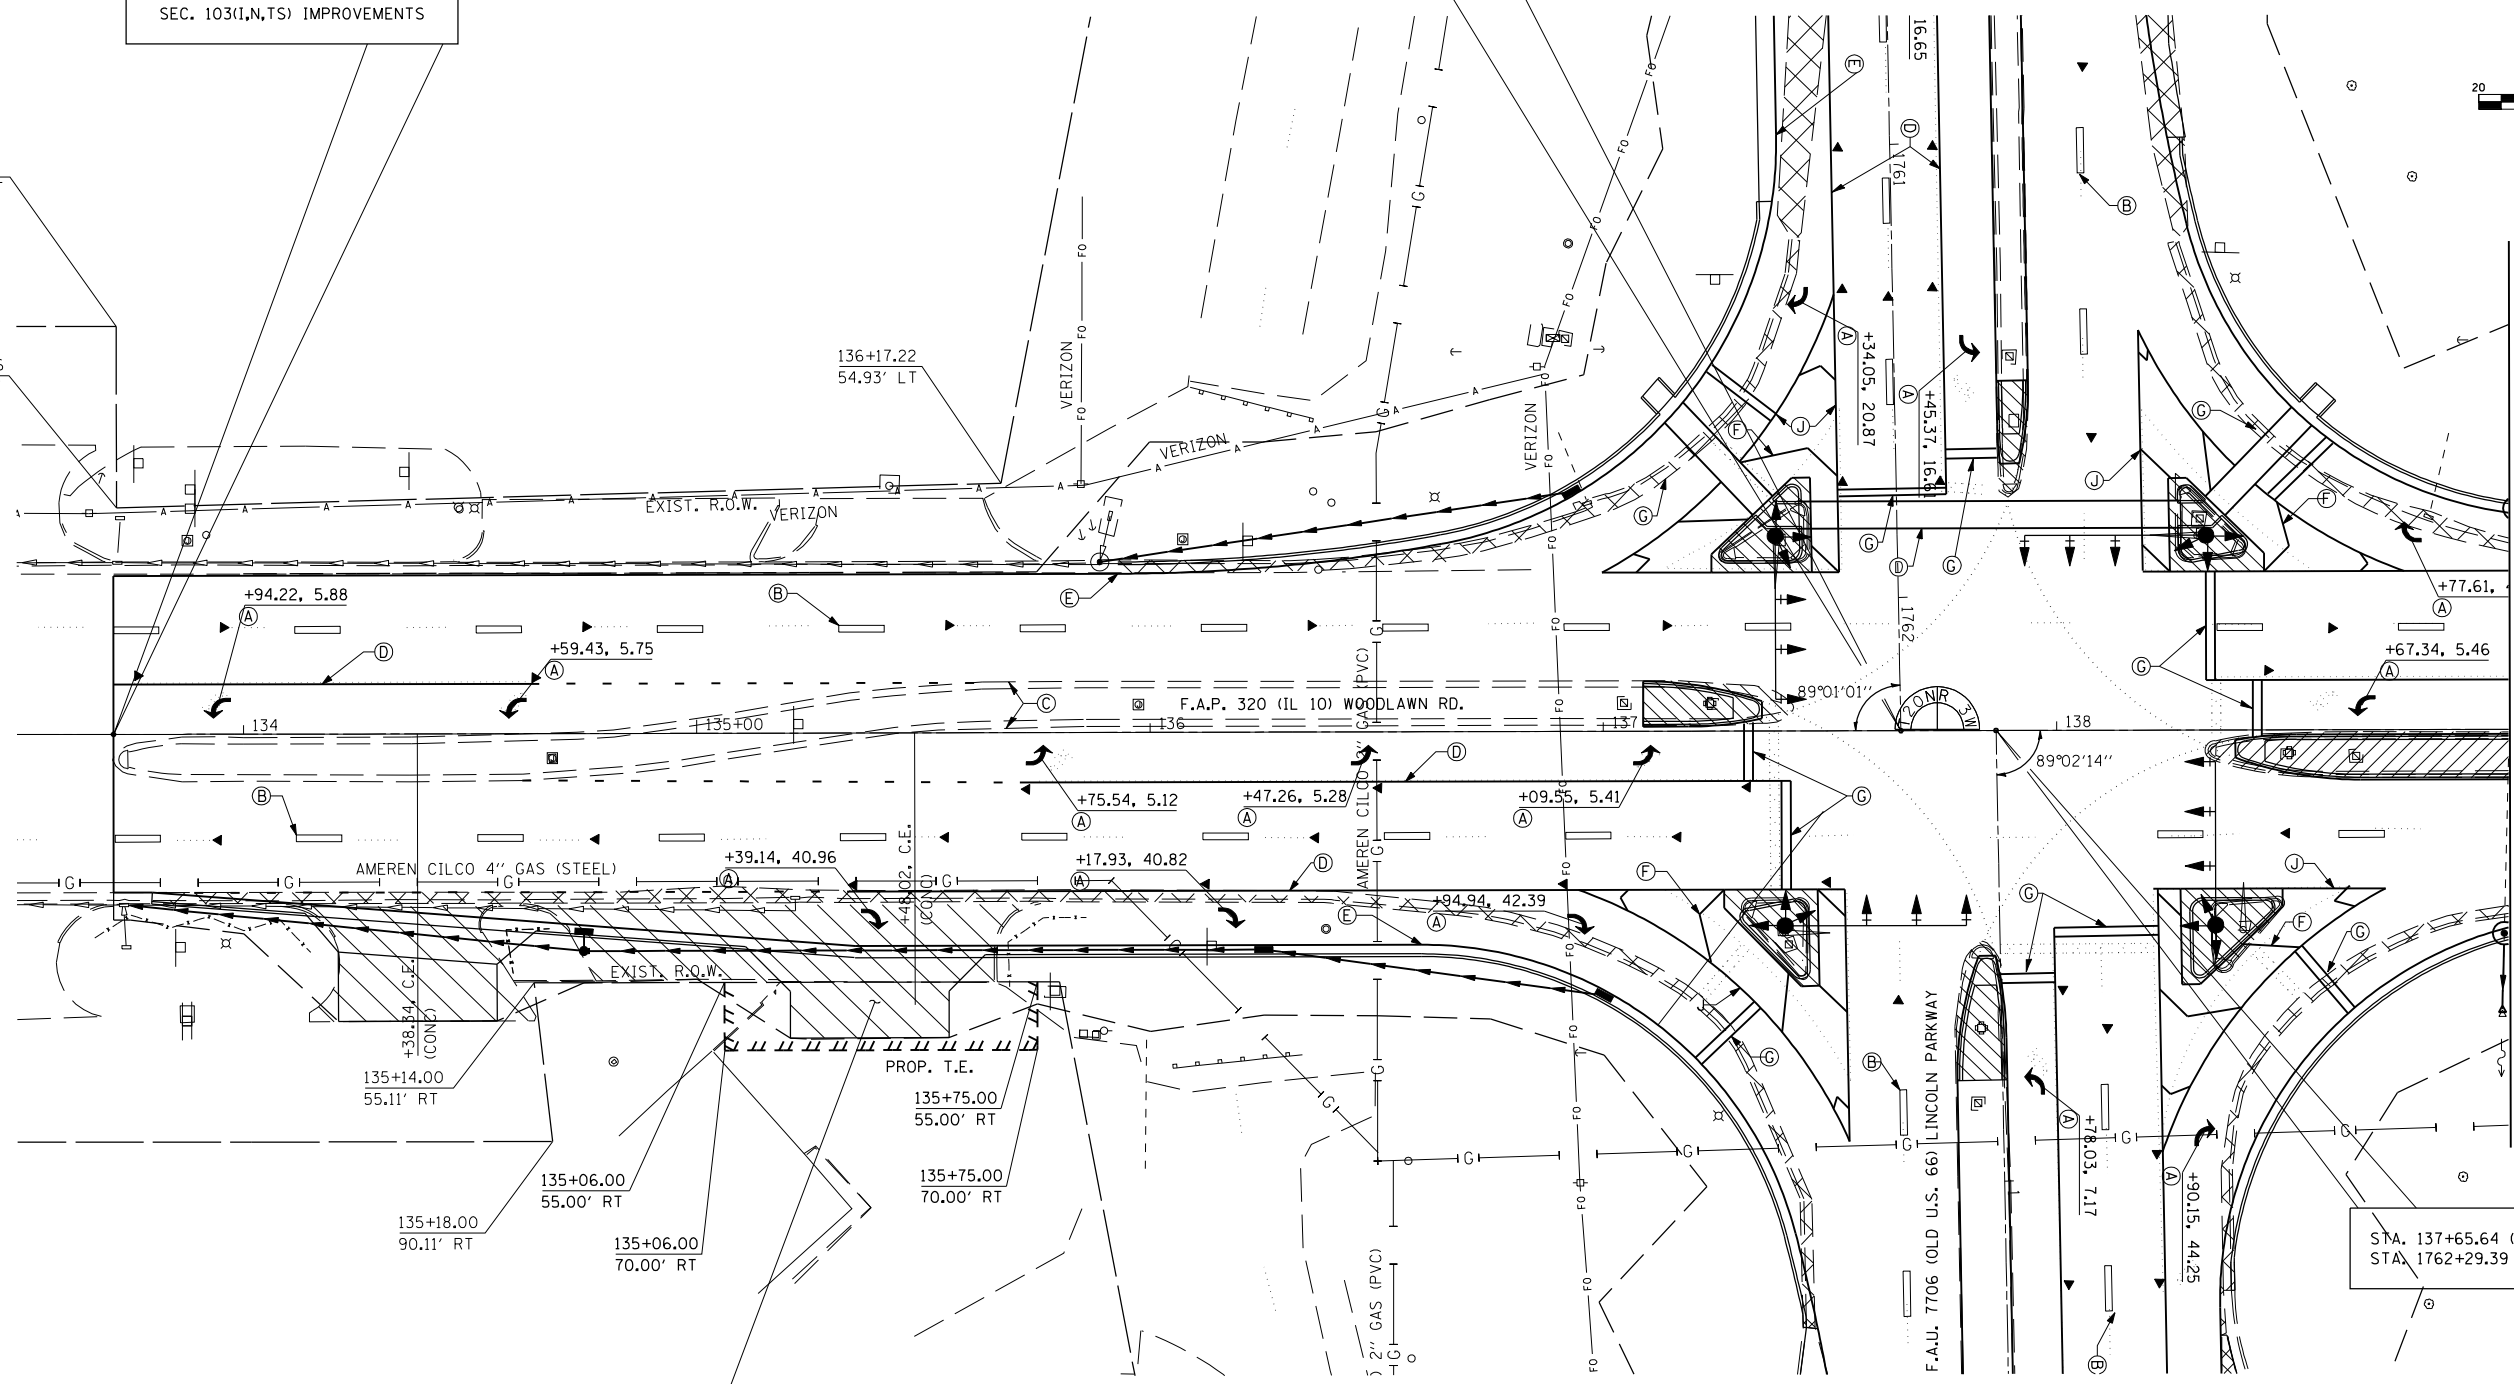 SEC. 103(I,N,TS) IMPROVEMENTS
16.65
E
20
1761
D
B
VERIZON
FO
G
A
136+17.22
54.93' LT
VERIZON
VERIZON
EXIST. R.O.W.
VERIZON
A
+34.05, 20.87
A
+45.37, 16.61
J
F
G
G
D
G
G
J
F
+94.22, 5.88
A
B
E
+59.43, 5.75
A
D
+77.61,
A
+67.34, 5.46
A
G
1762
C
F.A.P. 320 (IL 10) WOODLAWN RD.
89°01'01"
T20N R 3W
134
135+00
136
137
138
89°02'14"
D
+75.54, 5.12
A
+47.26, 5.28
A
+09.55, 5.41
A
G
B
AMEREN CILCO 2" GAS (PVC)
AMEREN CILCO 4" GAS (STEEL)
+39.14, 40.96
A
+17.93, 40.82
A
D
F
J
+94.94, 42.39
A
E
G
F
G
+48.02, C.E.
(CONC)
EXIST. R.O.W.
+38.34, C.E.
(CONC)
PROP. T.E.
135+14.00
55.11' RT
135+75.00
55.00' RT
J
G
B
F.A.U. 7706 (OLD U.S. 66) LINCOLN PARKWAY
A
+78.03, 7.17
A
+90.15, 44.25
135+06.00
55.00' RT
135+75.00
70.00' RT
135+18.00
90.11' RT
135+06.00
70.00' RT
2" GAS (PVC)
STA. 137+65.64
STA. 1762+29.39
B